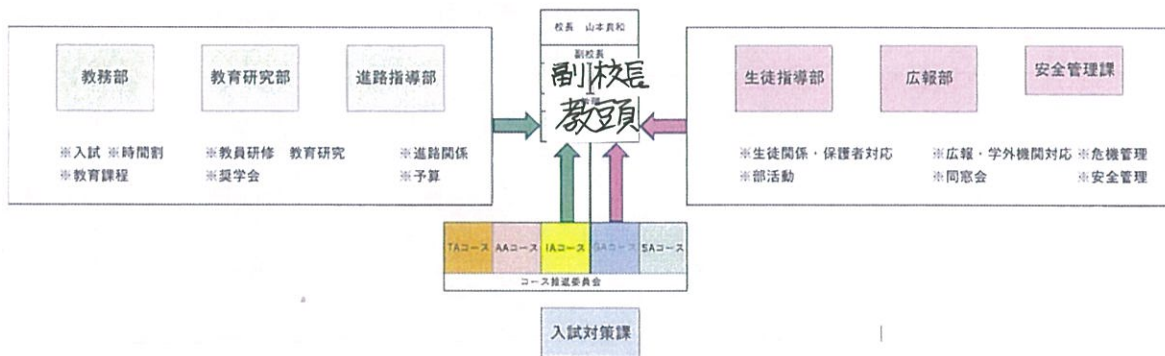 校長 山本真和
副校長
副校長
教頭
教務部
教育研究部
進路指導部
※入試 ※時間割
※教育課程
※教員研修 教育研究
※奨学会
※進路関係
※予算
生徒指導部
広報部
安全管理課
※生徒関係・保護者対応
※部活動
※広報・学外機関対応
※同窓会
※危機管理
※安全管理
TAコース
AAコース
IAコース
GAコース
SAコース
コース推進委員会
入試対策課